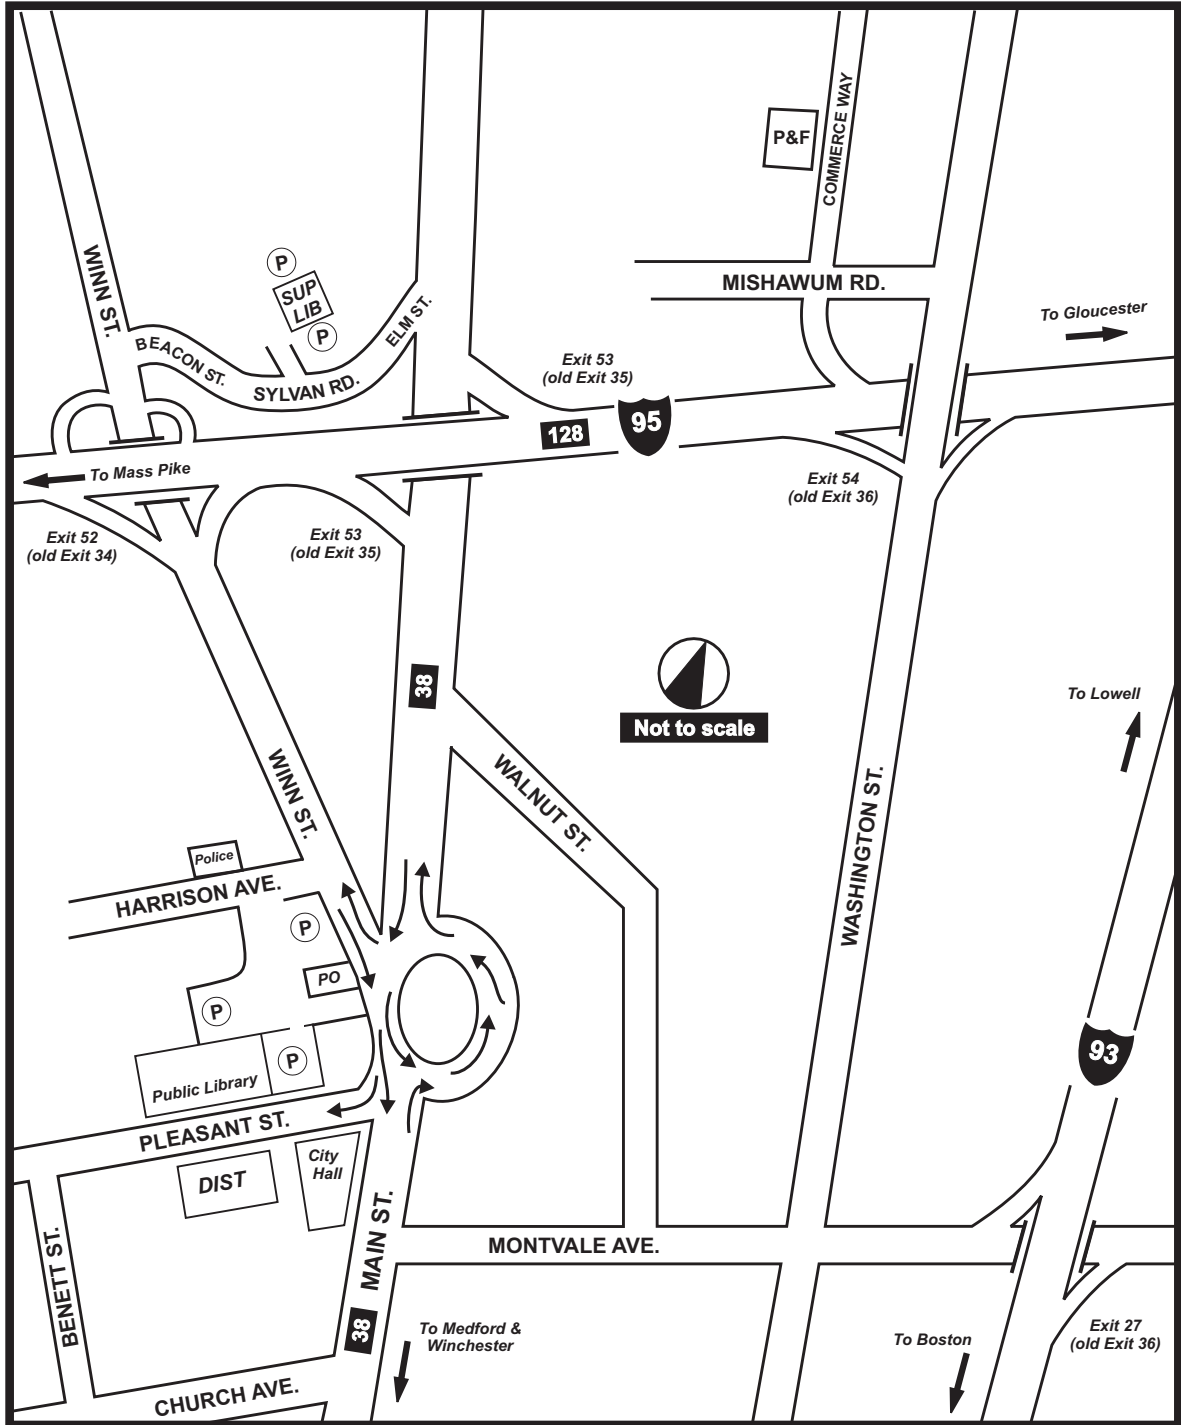 P&F
COMMERCE WAY
WINN ST.
P
SUP
LIB
P
MISHAWUM RD.
To Gloucester
ELM ST.
BEACON ST.
SYLVAN RD.
Exit 53
(old Exit 35)
95
128
To Mass Pike
Exit 54
(old Exit 36)
Exit 52
(old Exit 34)
Exit 53
(old Exit 35)
38
Not to scale
To Lowell
WALNUT ST.
WINN ST.
WASHINGTON ST.
Police
HARRISON AVE.
P
PO
P
P
93
Public Library
PLEASANT ST.
City
Hall
DIST
MAIN ST.
MONTVALE AVE.
BENETT ST.
38
To Medford &
Winchester
To Boston
Exit 27
(old Exit 36)
CHURCH AVE.